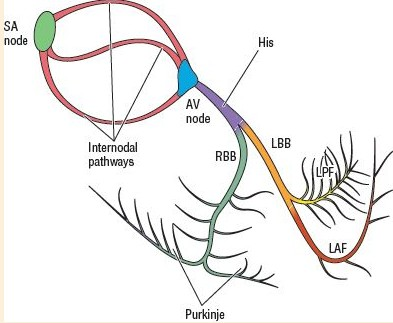 SA
node
His
AV
node
Internodal
pathways
LBB
RBB
LPF
LAF
Purkinje